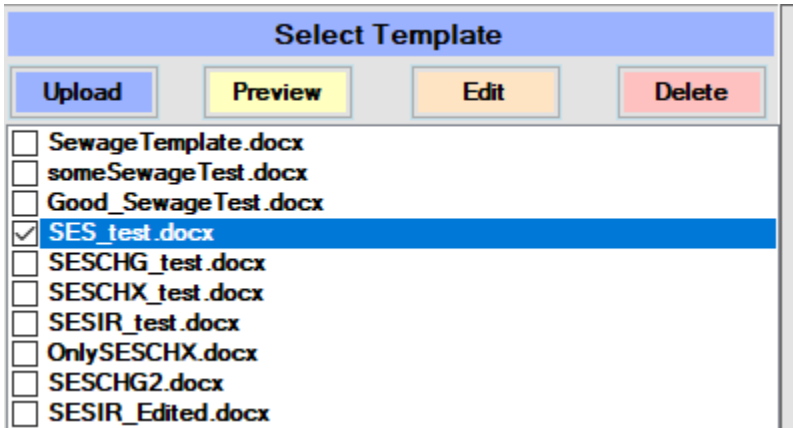 Select Template
Upload Preview Edit Delete
SewageTemplate.docx
someSewageTest.docx
Good_SewageTest.docx
SES_test.docx
SESCHG_test.docx
SESCHX_test.docx
SESIR_test.docx
OnlySESCHX.docx
SESCHG2.docx
SESIR_Edited.docx